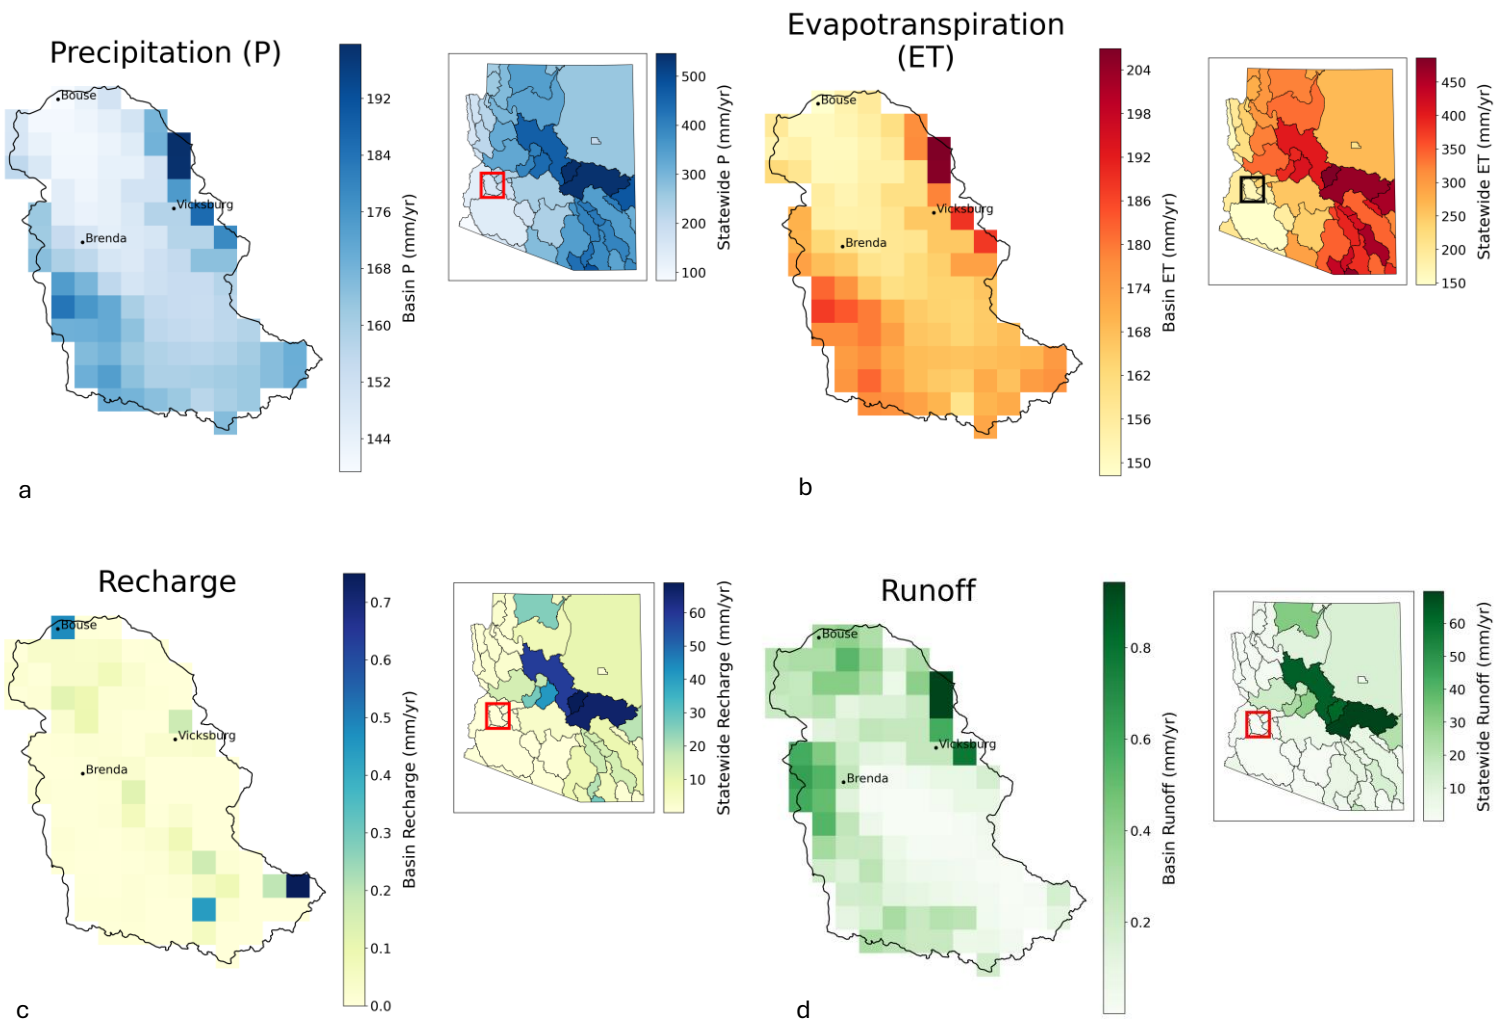 Precipitation (P)
Bouse
Vicksburg
Brenda
192
184
176
168
160
152
144
Basin P (mm/yr)
500
400
300
200
100
Statewide P (mm/yr)
a
Evapotranspiration
(ET)
Bouse
Vicksburg
Brenda
204
198
192
186
180
174
168
162
156
150
Basin ET (mm/yr)
450
400
350
300
250
200
150
Statewide ET (mm/yr)
b
Recharge
Bouse
Vicksburg
Brenda
0.7
0.6
0.5
0.4
0.3
0.2
0.1
0.0
Basin Recharge (mm/yr)
60
50
40
30
20
10
Statewide Recharge (mm/yr)
c
Runoff
Bouse
Vicksburg
Brenda
0.8
0.6
0.4
0.2
Basin Runoff (mm/yr)
60
50
40
30
20
10
Statewide Runoff (mm/yr)
d